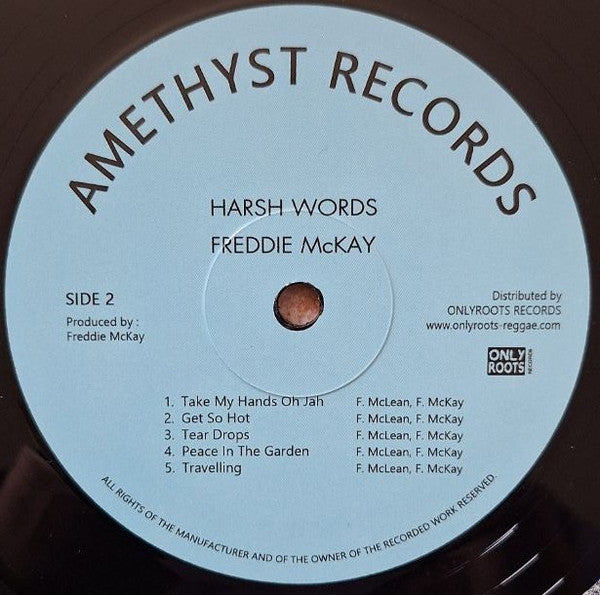 AMETHYST RECORDS
HARSH WORDS
FREDDIE McKAY
SIDE 2
Produced by :
Freddie McKay
Distributed by
ONLYROOTS RECORDS
www.onlyroots-reggae.com
ONLY
ROOTS
RECORDS
1. Take My Hands Oh Jah F. McLean, F. McKay
2. Get So Hot F. McLean, F. McKay
3. Tear Drops F. McLean, F. McKay
4. Peace In The Garden F. McLean, F. McKay
5. Travelling F. McLean, F. McKay
ALL RIGHTS OF THE MANUFACTURER AND OF THE OWNER OF THE RECORDED WORK RESERVED.